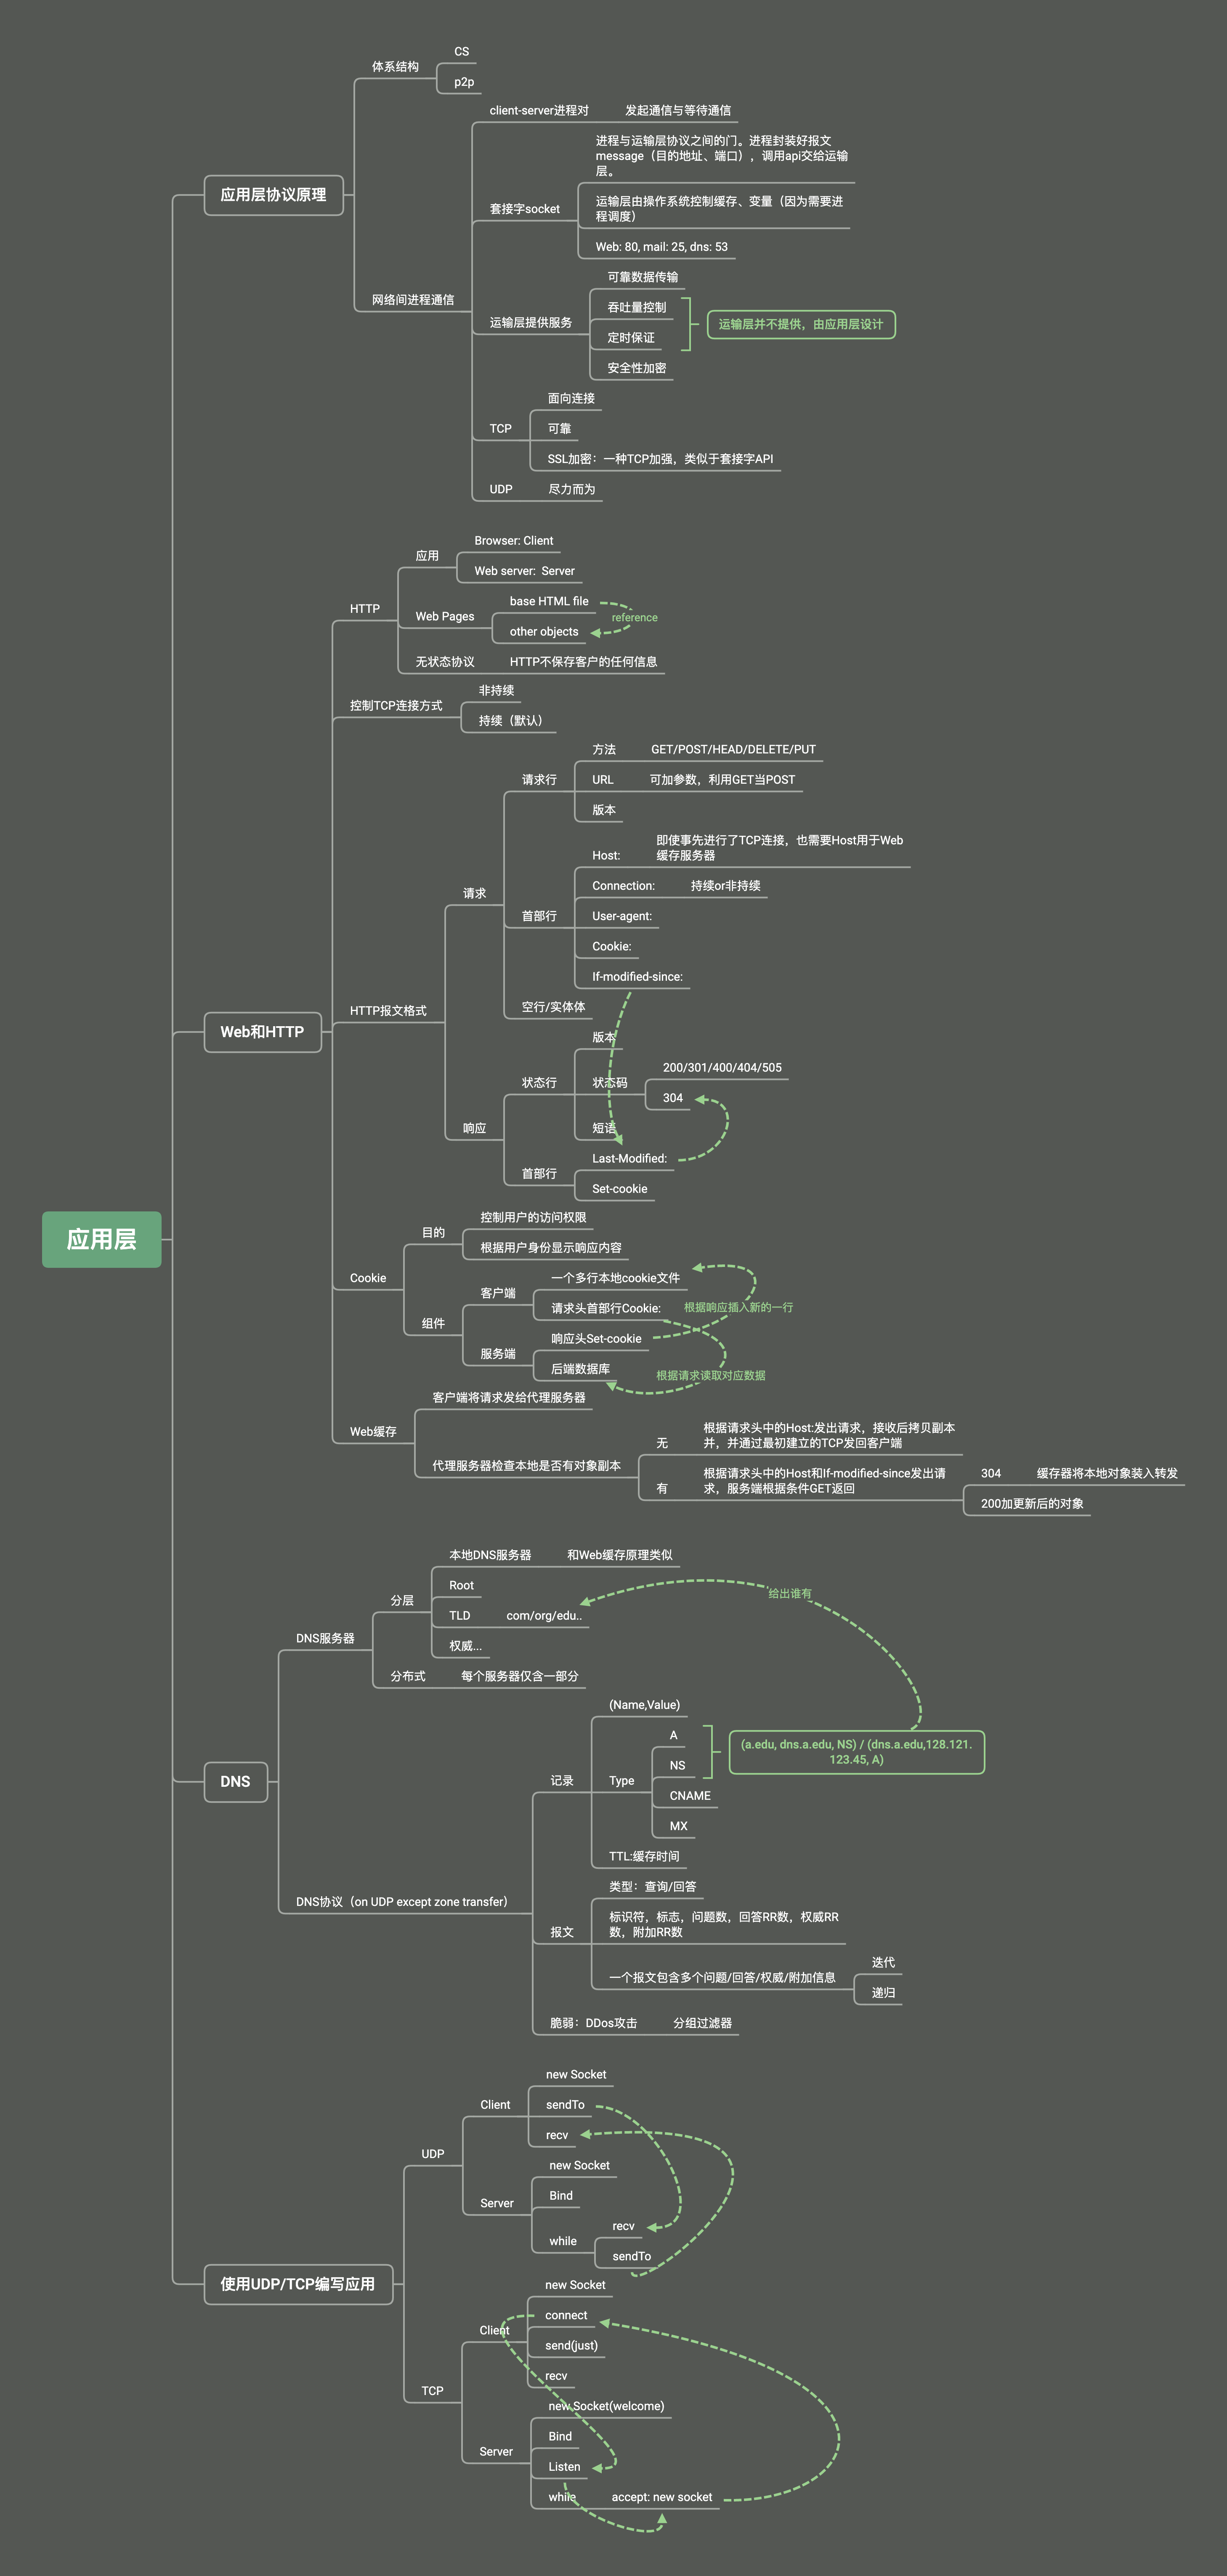 应用层
应用层协议原理
体系结构
CS
p2p
网络间进程通信
client-server进程对
发起通信与等待通信
套接字socket
进程与运输层协议之间的门。进程封装好报文
message（目的地址、端口），调用api交给运输
层。
运输层由操作系统控制缓存、变量（因为需要进
程调度）
Web: 80, mail: 25, dns: 53
运输层提供服务
可靠数据传输
吞吐量控制
定时保证
安全性加密
运输层并不提供，由应用层设计
TCP
面向连接
可靠
SSL加密：一种TCP加强，类似于套接字API
UDP
尽力而为
Web和HTTP
HTTP
应用
Browser: Client
Web server: Server
Web Pages
base HTML file
other objects
reference
无状态协议
HTTP不保存客户的任何信息
控制TCP连接方式
非持续
持续（默认）
HTTP报文格式
请求
请求行
方法
GET/POST/HEAD/DELETE/PUT
URL
可加参数，利用GET当POST
版本
首部行
Host:
即使事先进行了TCP连接，也需要Host用于Web
缓存服务器
Connection:
持续or非持续
User-agent:
Cookie:
If-modified-since:
空行/实体体
响应
状态行
版本
状态码
200/301/400/404/505
304
短语
首部行
Last-Modified:
Set-cookie
Cookie
目的
控制用户的访问权限
根据用户身份显示响应内容
组件
客户端
一个多行本地cookie文件
请求头首部行Cookie:
根据响应插入新的一行
服务端
响应头Set-cookie
后端数据库
根据请求读取对应数据
Web缓存
客户端将请求发给代理服务器
代理服务器检查本地是否有对象副本
无
根据请求头中的Host:发出请求，接收后拷贝副本
并，并通过最初建立的TCP发回客户端
有
根据请求头中的Host和If-modified-since发出请
求，服务端根据条件GET返回
304
缓存器将本地对象装入转发
200加更新后的对象
DNS
DNS服务器
分层
本地DNS服务器
和Web缓存原理类似
Root
TLD
com/org/edu..
权威...
给出谁有
分布式
每个服务器仅含一部分
DNS协议（on UDP except zone transfer）
记录
(Name,Value)
Type
A
NS
CNAME
MX
(a.edu, dns.a.edu, NS) / (dns.a.edu,128.121.
123.45, A)
TTL:缓存时间
报文
类型：查询/回答
标识符，标志，问题数，回答RR数，权威RR
数，附加RR数
一个报文包含多个问题/回答/权威/附加信息
迭代
递归
脆弱：DDos攻击
分组过滤器
使用UDP/TCP编写应用
UDP
Client
new Socket
sendTo
recv
Server
new Socket
Bind
while
recv
sendTo
TCP
Client
new Socket
connect
send(just)
recv
Server
new Socket(welcome)
Bind
Listen
while
accept: new socket